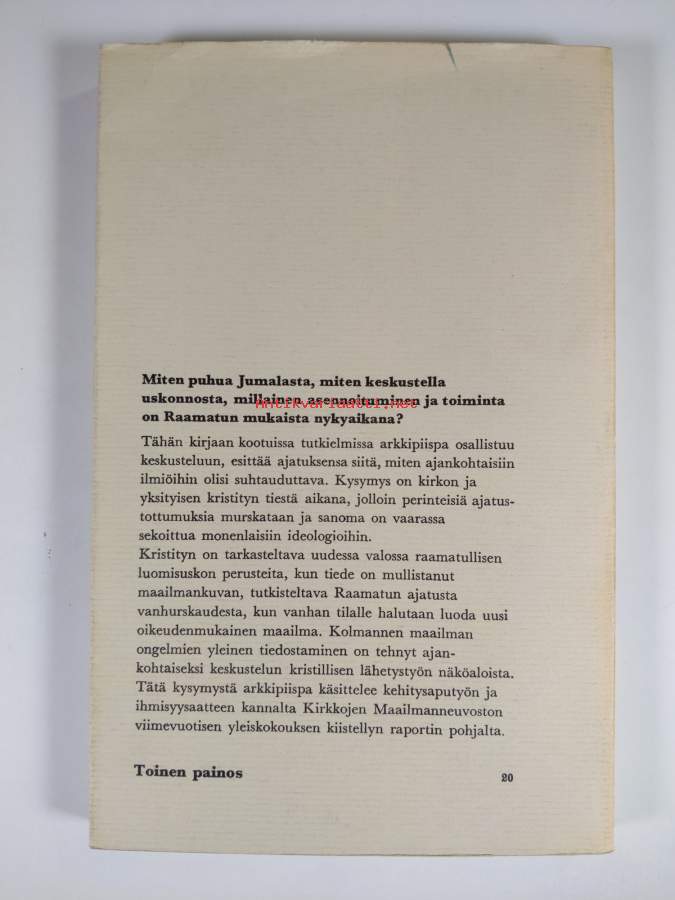 Miten puhua Jumalasta, miten keskustella
uskonnosta, millainen asennoituminen ja toiminta
antikvariaatti.net
on Raamatun mukaista nykyaikana?
Tähän kirjaan kootuissa tutkielmissa arkkipiispa osallistuu
keskusteluun, esittää ajatuksensa siitä, miten ajankohtaisiin
ilmiöihin olisi suhtauduttava. Kysymys on kirkon ja
yksityisen kristityn tiestä aikana, jolloin perinteisiä ajatus-
tottumuksia murskataan ja sanoma on vaarassa
sekoittua monenlaisiin ideologioihin.
Kristityn on tarkasteltava uudessa valossa raamatullisen
luomisuskon perusteita, kun tiede on mullistanut
maailmankuvan, tutkisteltava Raamatun ajatusta
vanhurskaudesta, kun vanhan tilalle halutaan luoda uusi
oikeudenmukainen maailma. Kolmannen maailman
ongelmien yleinen tiedostaminen on tehnyt ajan-
kohtaiseksi keskustelun kristillisen lähetystyön näköaloista.
Tätä kysymystä arkkipiispa käsittelee kehitysaputyön ja
ihmisyysaatteen kannalta Kirkkojen Maailmanneuvoston
viimevuotisen yleiskokouksen kiistellyn raportin pohjalta.
Toinen painos
20